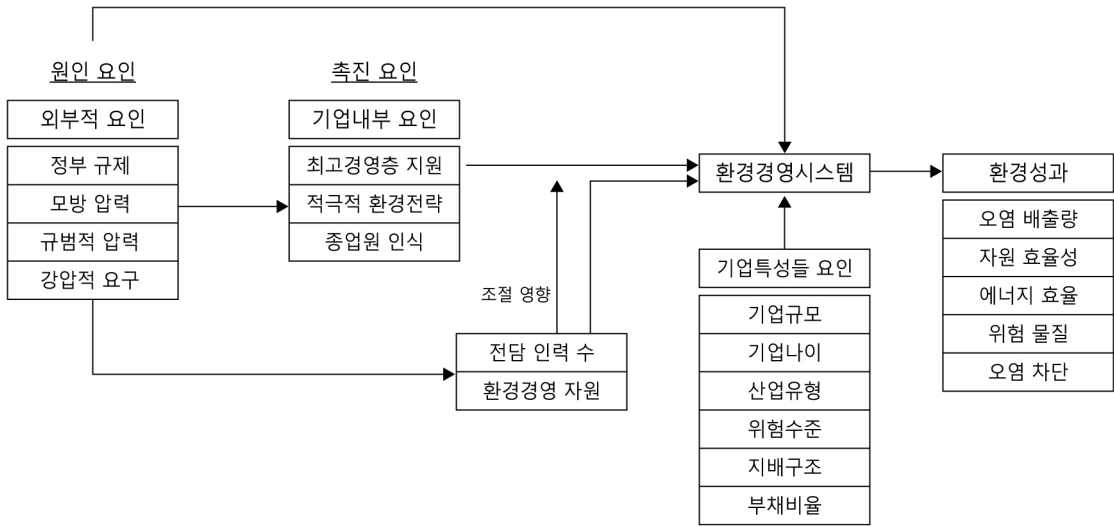 원인 요인
외부적 요인
정부 규제
모방 압력
규범적 압력
강압적 요구
촉진 요인
기업내부 요인
최고경영층 지원
적극적 환경전략
종업원 인식
조절 영향
전담 인력 수
환경경영 자원
환경경영시스템
기업특성들 요인
기업규모
기업나이
산업유형
위험수준
지배구조
부채비율
환경성과
오염 배출량
자원 효율성
에너지 효율
위험 물질
오염 차단